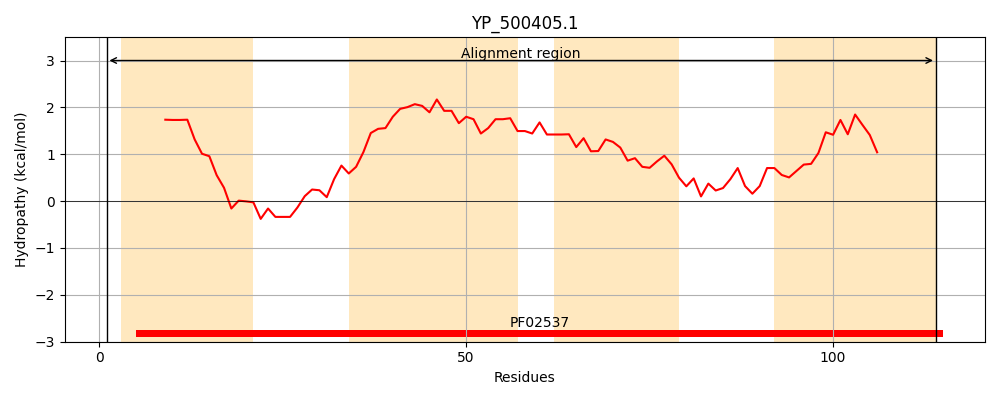 YP_500405.1
Alignment region
3
2
1
0
−1
−2
−3
Hydropathy (kcal/mol)
PF02537
0
50
100
Residues